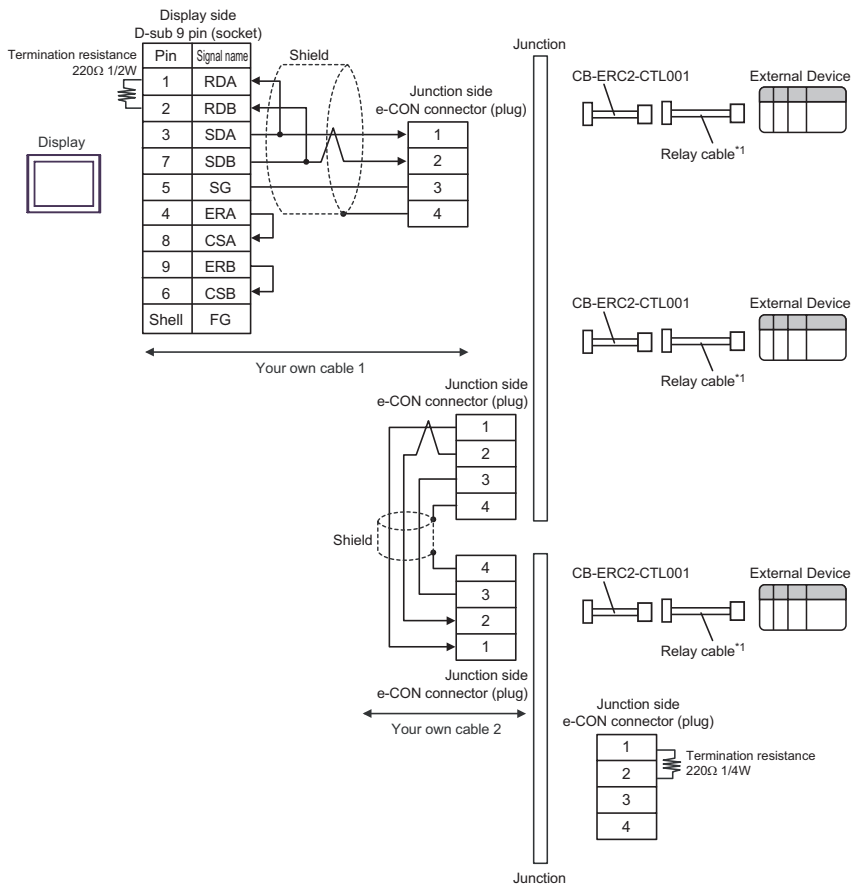 Display side
D-sub 9 pin (socket)
Termination resistance
220Ω 1/2W
Pin Signal name
1 RDA
2 RDB
3 SDA
7 SDB
5 SG
4 ERA
8 CSA
9 ERB
6 CSB
Shell FG
Display
Shield
Junction side
e-CON connector (plug)
1
2
3
4
Your own cable 1
Junction
CB-ERC2-CTL001
External Device
Relay cable*1
CB-ERC2-CTL001
External Device
Relay cable*1
Junction side
e-CON connector (plug)
1
2
3
4
Shield
4
3
2
1
Junction side
e-CON connector (plug)
Your own cable 2
CB-ERC2-CTL001
External Device
Relay cable*1
Junction side
e-CON connector (plug)
1
2
3
4
Termination resistance
220Ω 1/4W
Junction